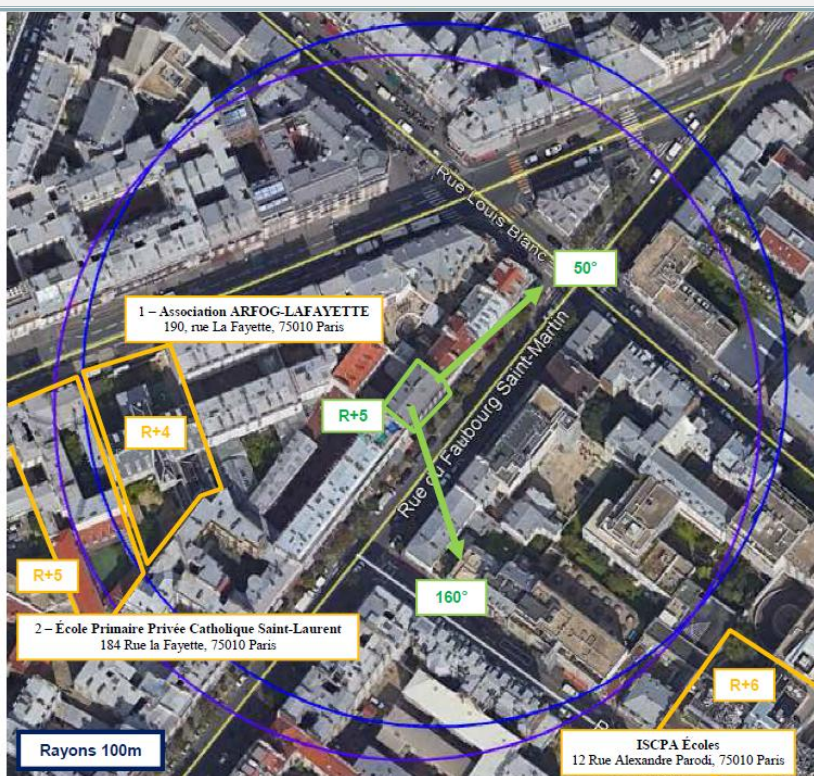 Rue Louis Blanc
50°
1 – Association ARFOG-LAFAYETTE
190, rue La Fayette, 75010 Paris
R+4
R+5
Rue du Faubourg Saint-Martin
R+5
160°
2 – École Primaire Privée Catholique Saint-Laurent
184 Rue la Fayette, 75010 Paris
R+6
Rayons 100m
ISCPA Écoles
12 Rue Alexandre Parodi, 75010 Paris